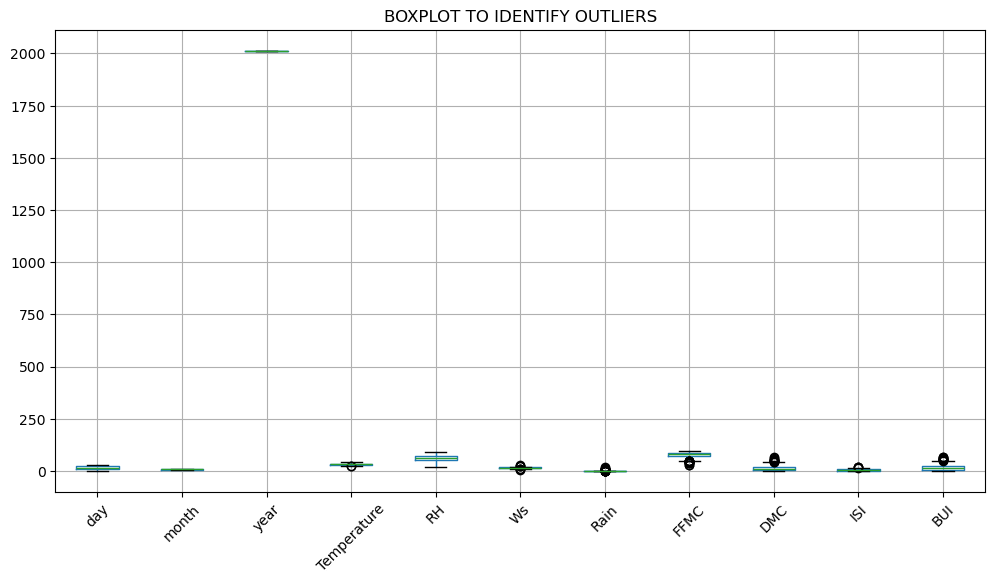 BOXPLOT TO IDENTIFY OUTLIERS
2000
1750
1500
1250
1000
750
500
250
0
day
month
year
Temperature
RH
Ws
Rain
FFMC
DMC
ISI
BUI